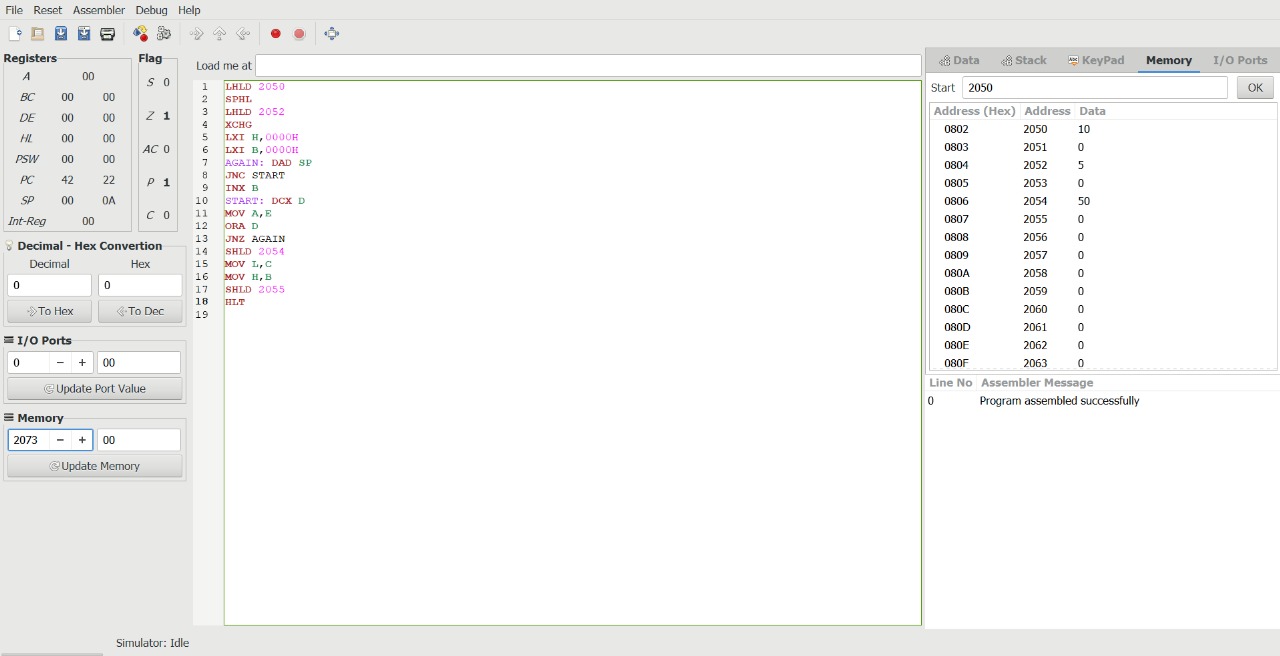 File Reset Assembler Debug Help
Registers
A 00
BC 00 00
DE 00 00
HL 00 00
PSW 00 00
PC 42 22
SP 00 0A
Int-Reg 00
Flag
S 0
Z 1
AC 0
P 1
C 0
Decimal - Hex Convertion
Decimal Hex
0 0
To Hex To Dec
I/O Ports
0 − + 00
Update Port Value
Memory
2073 − + 00
Update Memory
Load me at
1 LHLD 2050
2 SPHL
3 LHLD 2052
4 XCHG
5 LXI H,0000H
6 LXI B,0000H
7 AGAIN: DAD SP
8 JNC START
9 INX B
10 START: DCX D
11 MOV A,E
12 ORA D
13 JNZ AGAIN
14 SHLD 2054
15 MOV L,C
16 MOV H,B
17 SHLD 2055
18 HLT
19
Data Stack KeyPad Memory I/O Ports
Start 2050 OK
Address (Hex) Address Data
0802 2050 10
0803 2051 0
0804 2052 5
0805 2053 0
0806 2054 50
0807 2055 0
0808 2056 0
0809 2057 0
080A 2058 0
080B 2059 0
080C 2060 0
080D 2061 0
080E 2062 0
080F 2063 0
Line No Assembler Message
0 Program assembled successfully
Simulator: Idle